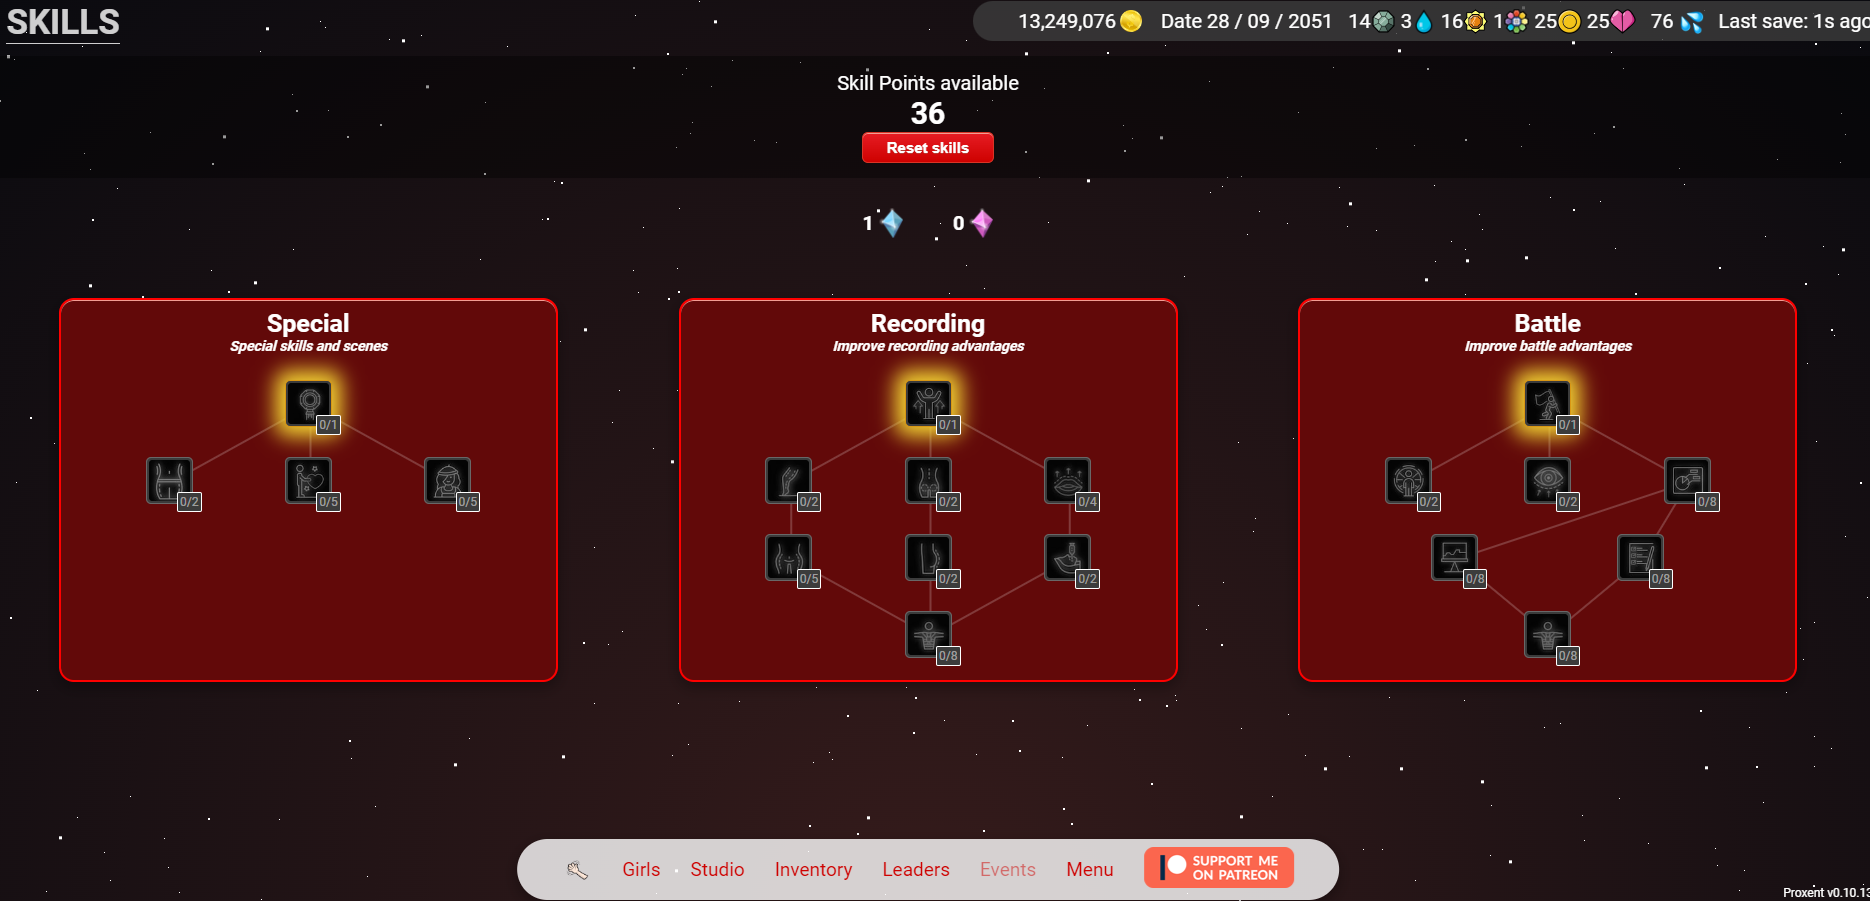 SKILLS
13,249,076 Date 28 / 09 / 2051 14 3 16 1 25 25 76 Last save: 1s ago
Skill Points available
36
Reset skills
1 0
Special
Special skills and scenes
0/1
0/2 0/5 0/5
Recording
Improve recording advantages
0/1
0/2 0/2 0/4
0/5 0/2 0/2
0/8
Battle
Improve battle advantages
0/1
0/2 0/2 0/8
0/8 0/8
0/8
Girls Studio Inventory Leaders Events Menu
SUPPORT ME
ON PATREON
Proxent v0.10.13